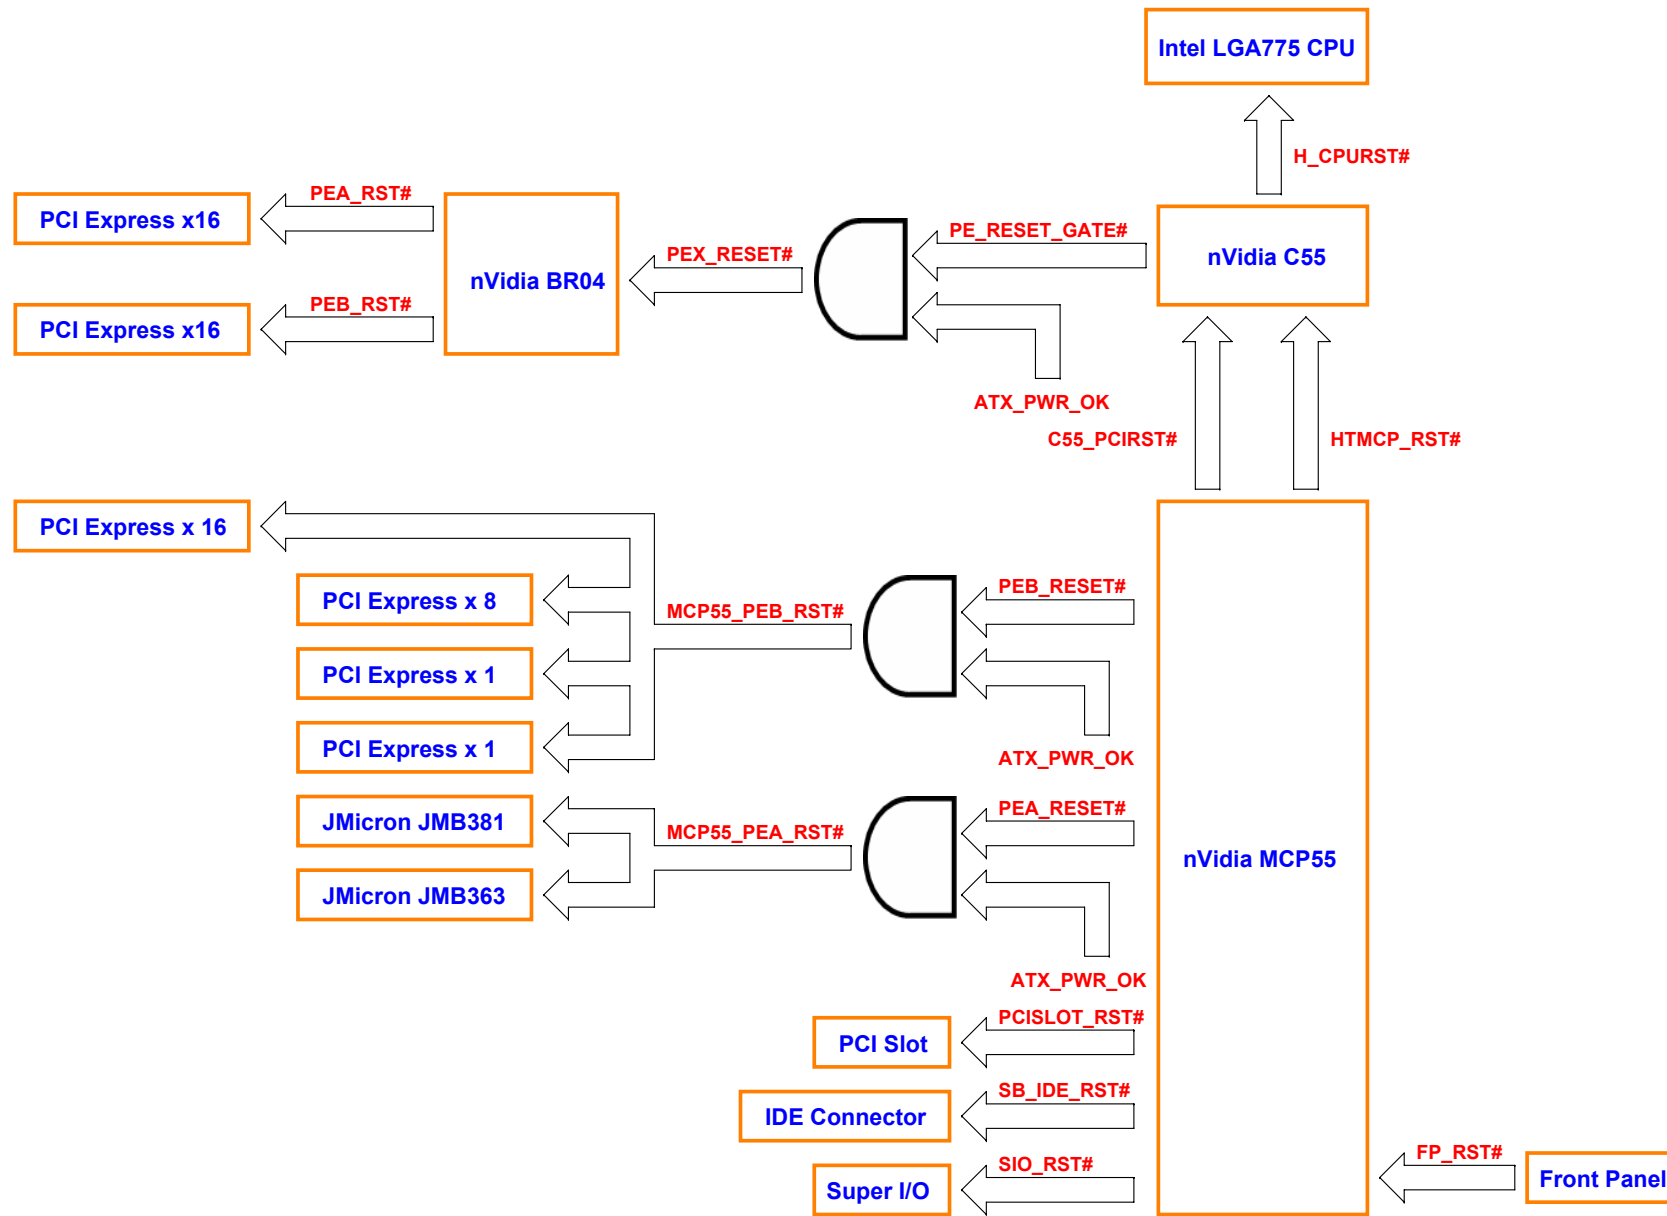 Intel LGA775 CPU
H_CPURST#
PEA_RST#
PCI Express x16
PE_RESET_GATE#
PEX_RESET#
nVidia C55
nVidia BR04
PEB_RST#
PCI Express x16
ATX_PWR_OK
C55_PCIRST#
HTMCP_RST#
PCI Express x 16
PEB_RESET#
PCI Express x 8
MCP55_PEB_RST#
PCI Express x 1
PCI Express x 1
ATX_PWR_OK
PEA_RESET#
JMicron JMB381
MCP55_PEA_RST#
nVidia MCP55
JMicron JMB363
ATX_PWR_OK
PCISLOT_RST#
PCI Slot
SB_IDE_RST#
IDE Connector
FP_RST#
SIO_RST#
Front Panel
Super I/O